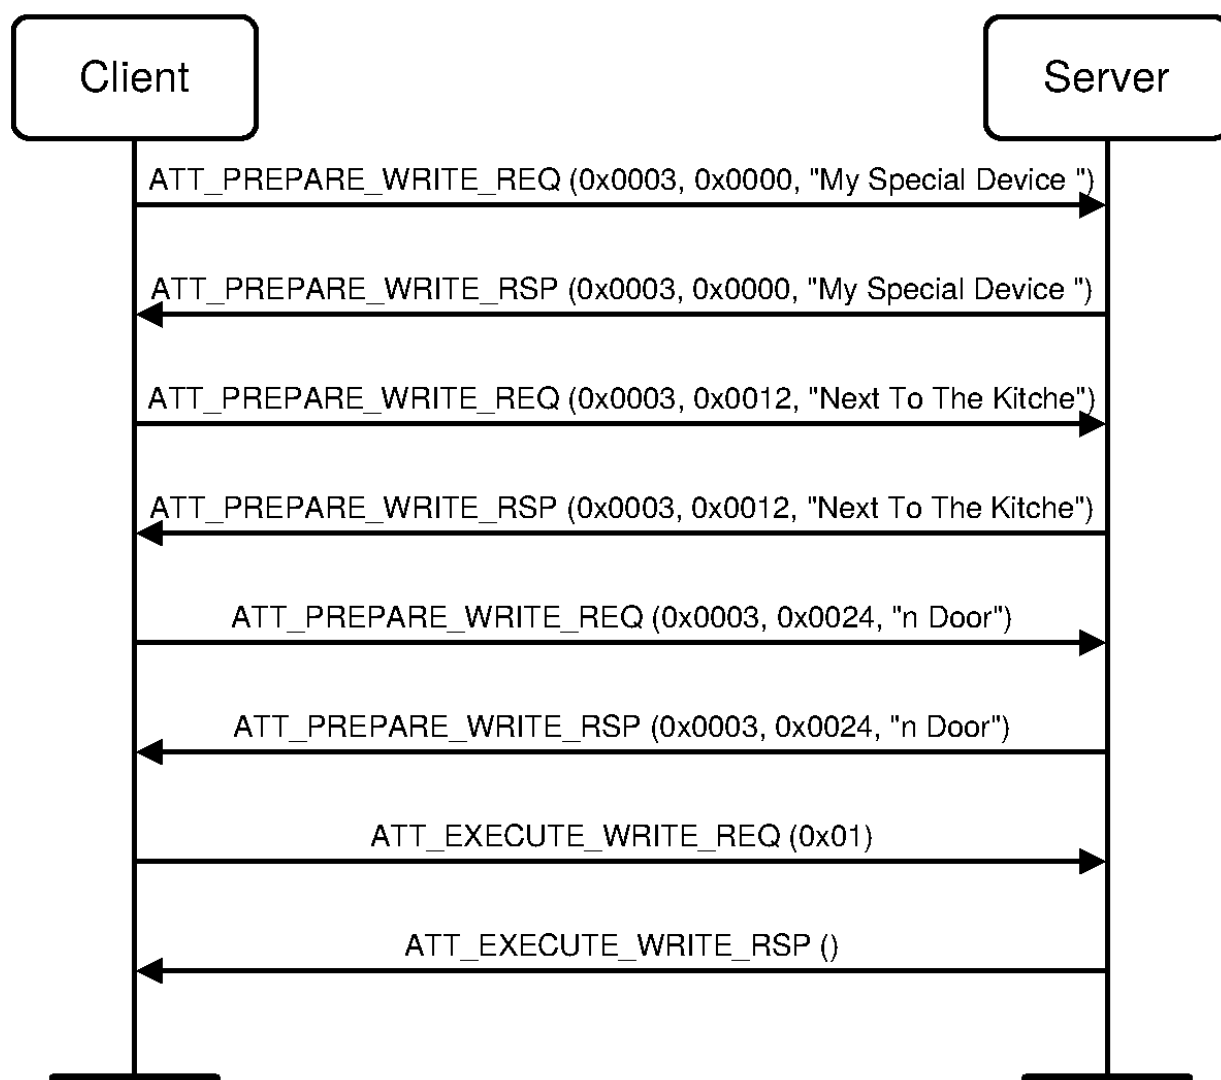 Client
Server
ATT_PREPARE_WRITE_REQ (0x0003, 0x0000, "My Special Device ")
ATT_PREPARE_WRITE_RSP (0x0003, 0x0000, "My Special Device ")
ATT_PREPARE_WRITE_REQ (0x0003, 0x0012, "Next To The Kitche")
ATT_PREPARE_WRITE_RSP (0x0003, 0x0012, "Next To The Kitche")
ATT_PREPARE_WRITE_REQ (0x0003, 0x0024, "n Door")
ATT_PREPARE_WRITE_RSP (0x0003, 0x0024, "n Door")
ATT_EXECUTE_WRITE_REQ (0x01)
ATT_EXECUTE_WRITE_RSP ()